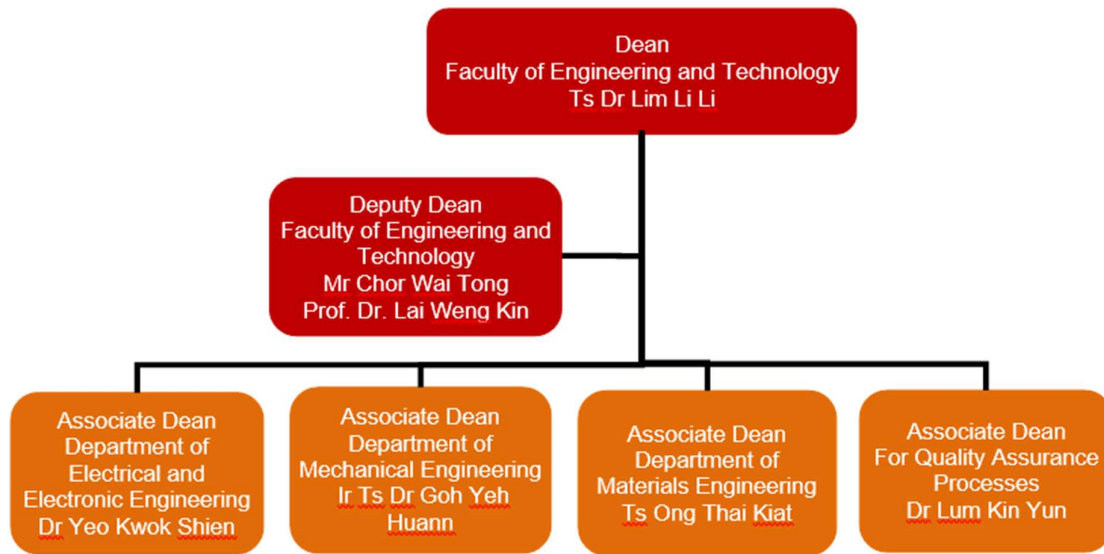 Dean
Faculty of Engineering and Technology
Ts Dr Lim Li Li
Deputy Dean
Faculty of Engineering and
Technology
Mr Chor Wai Tong
Prof. Dr. Lai Weng Kin
Associate Dean
Department of
Electrical and
Electronic Engineering
Dr Yeo Kwok Shien
Associate Dean
Department of
Mechanical Engineering
Ir Ts Dr Goh Yeh
Huann
Associate Dean
Department of
Materials Engineering
Ts Ong Thai Kiat
Associate Dean
For Quality Assurance
Processes
Dr Lum Kin Yun